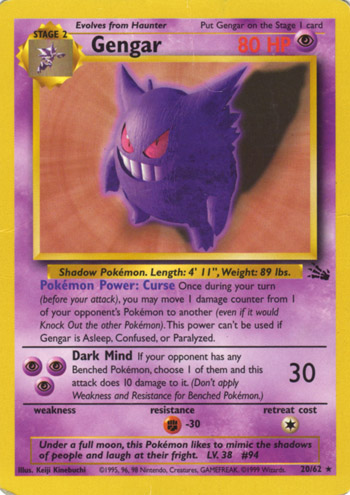 Evolves from Haunter Put Gengar on the Stage 1 card
STAGE 2
Gengar 80 HP
Shadow Pokémon. Length: 4' 11", Weight: 89 lbs.
Pokémon Power: Curse Once during your turn
(before your attack), you may move 1 damage counter from 1
of your opponent's Pokémon to another (even if it would
Knock Out the other Pokémon). This power can't be used if
Gengar is Asleep, Confused, or Paralyzed.
Dark Mind If your opponent has any
Benched Pokémon, choose 1 of them and this
attack does 10 damage to it. (Don't apply
Weakness and Resistance for Benched Pokémon.)
30
weakness resistance retreat cost
-30
Under a full moon, this Pokémon likes to mimic the shadows
of people and laugh at their fright. LV. 38 #94
Illus. Keiji Kinebuchi ©1995, 96, 98 Nintendo, Creatures, GAMEFREAK. ©1999 Wizards. 20/62 ★